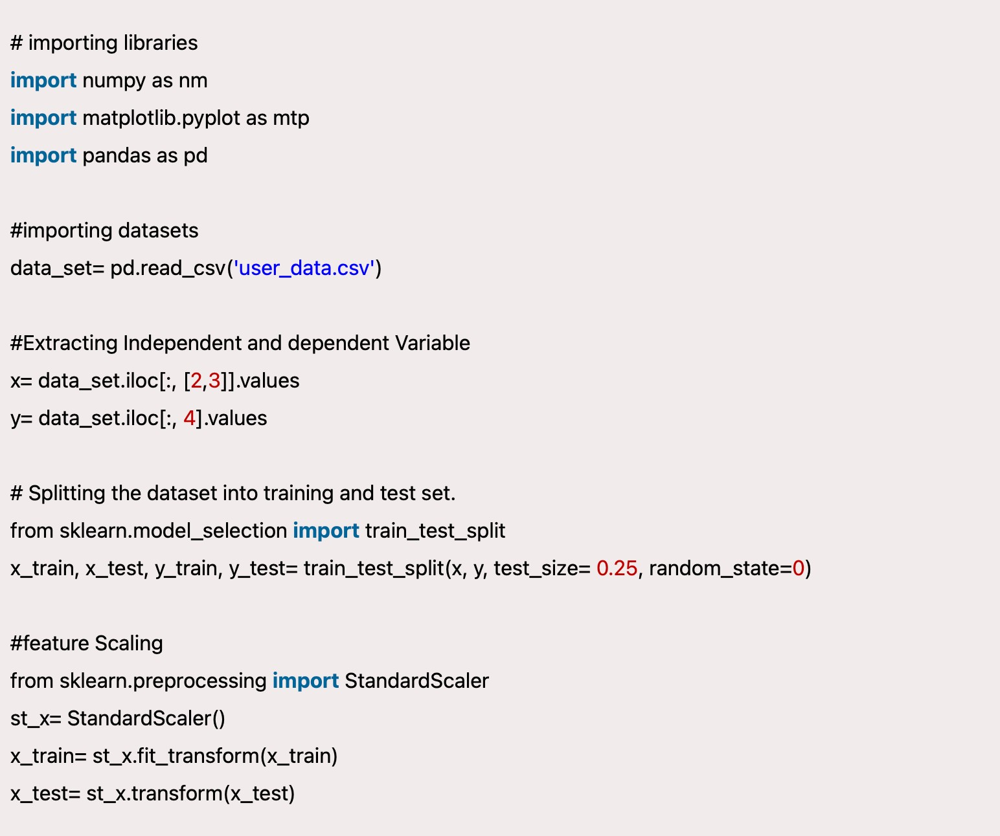 # importing libraries
import numpy as nm
import matplotlib.pyplot as mtp
import pandas as pd
#importing datasets
data_set= pd.read_csv('user_data.csv')
#Extracting Independent and dependent Variable
x= data_set.iloc[:, [2,3]].values
y= data_set.iloc[:, 4].values
# Splitting the dataset into training and test set.
from sklearn.model_selection import train_test_split
x_train, x_test, y_train, y_test= train_test_split(x, y, test_size= 0.25, random_state=0)
#feature Scaling
from sklearn.preprocessing import StandardScaler
st_x= StandardScaler()
x_train= st_x.fit_transform(x_train)
x_test= st_x.transform(x_test)